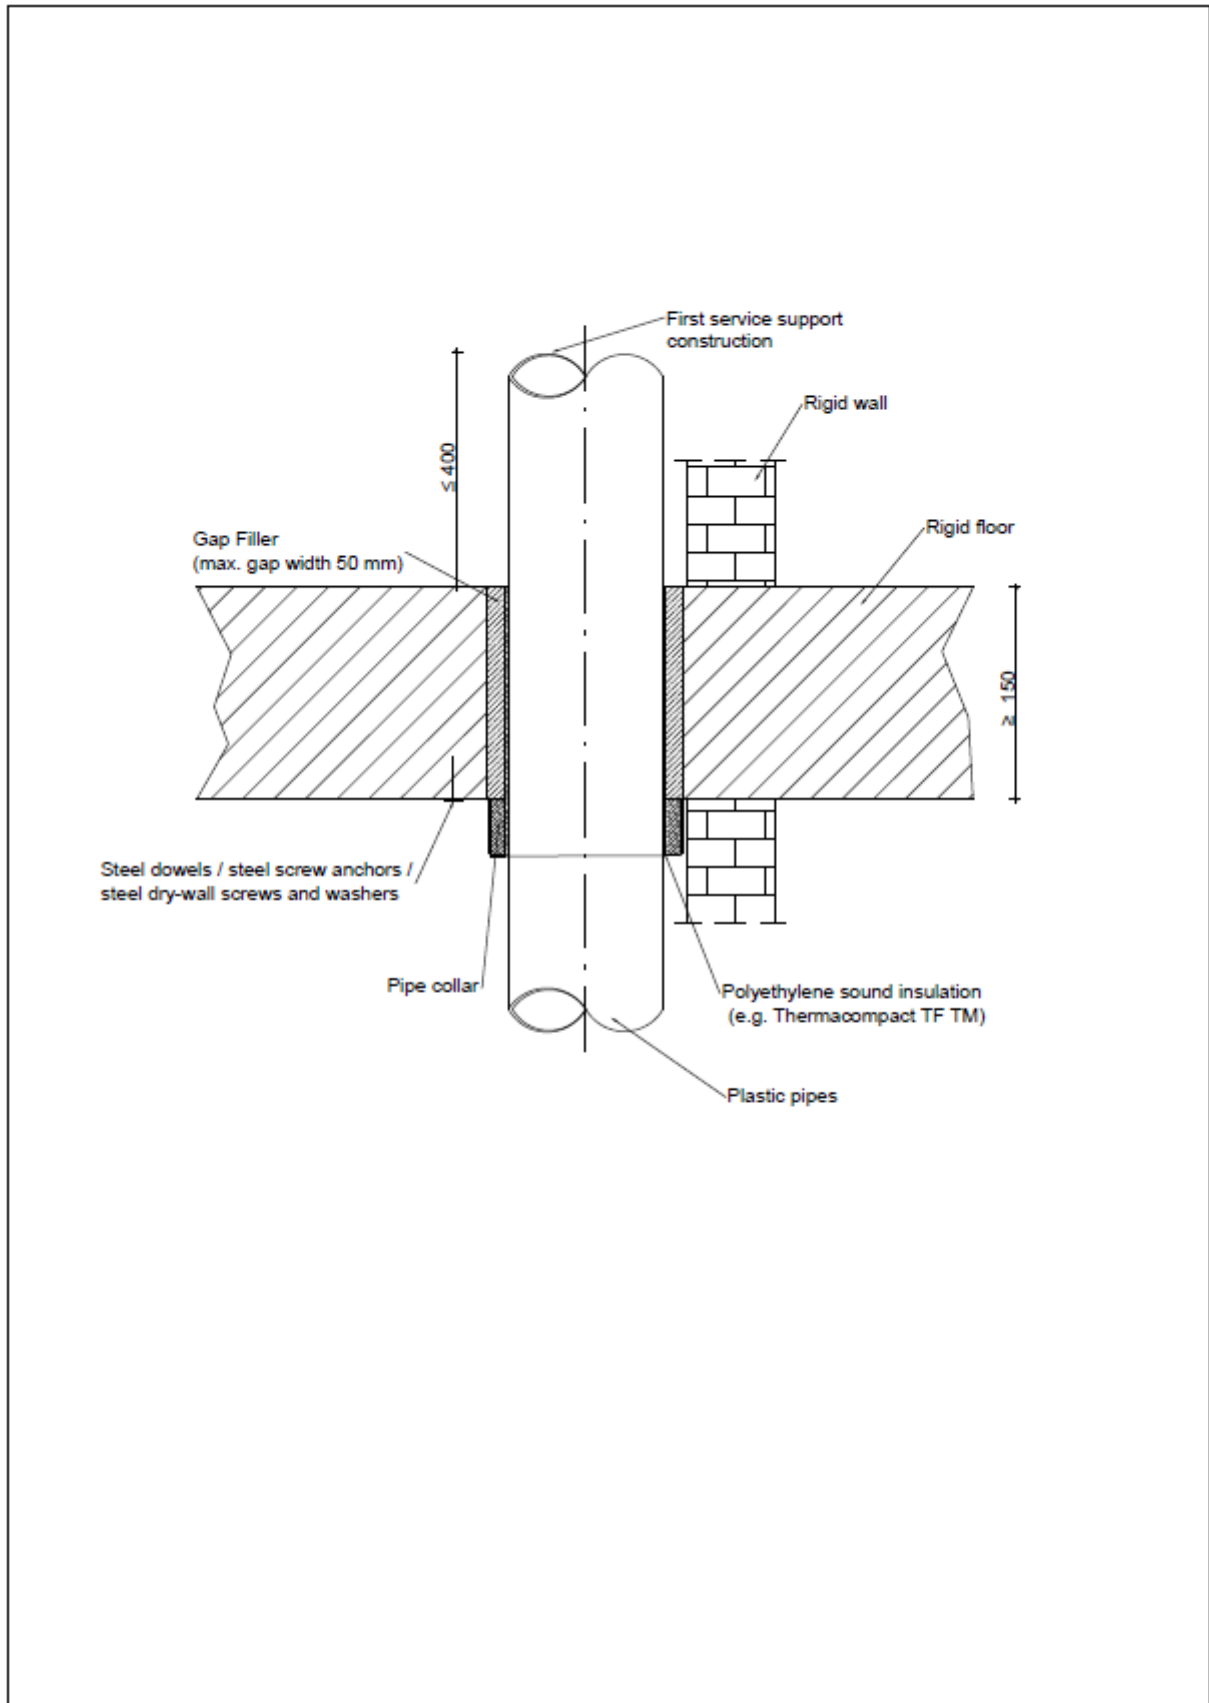 First service support
construction
Rigid wall
≤ 400
Rigid floor
Gap Filler
(max. gap width 50 mm)
≥ 150
Steel dowels / steel screw anchors /
steel dry-wall screws and washers
Pipe collar
Polyethylene sound insulation
(e.g. Thermacompact TF TM)
Plastic pipes